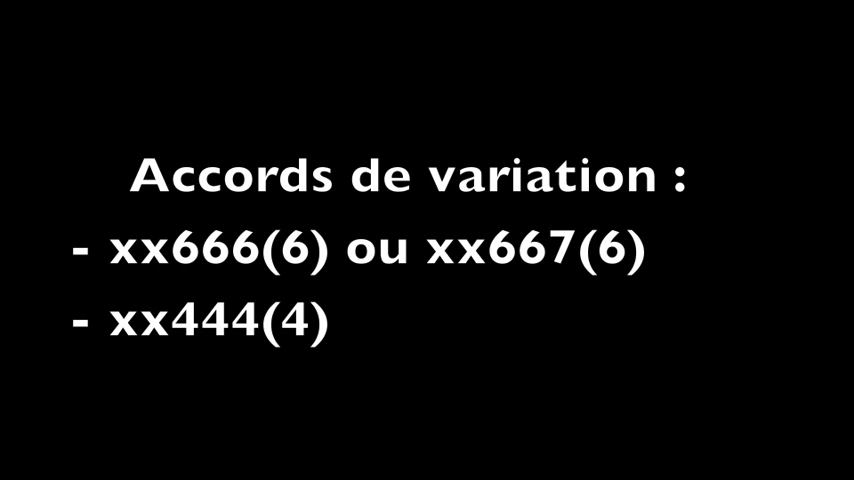 Accords de variation :
- xx666(6) ou xx667(6)
- xx444(4)